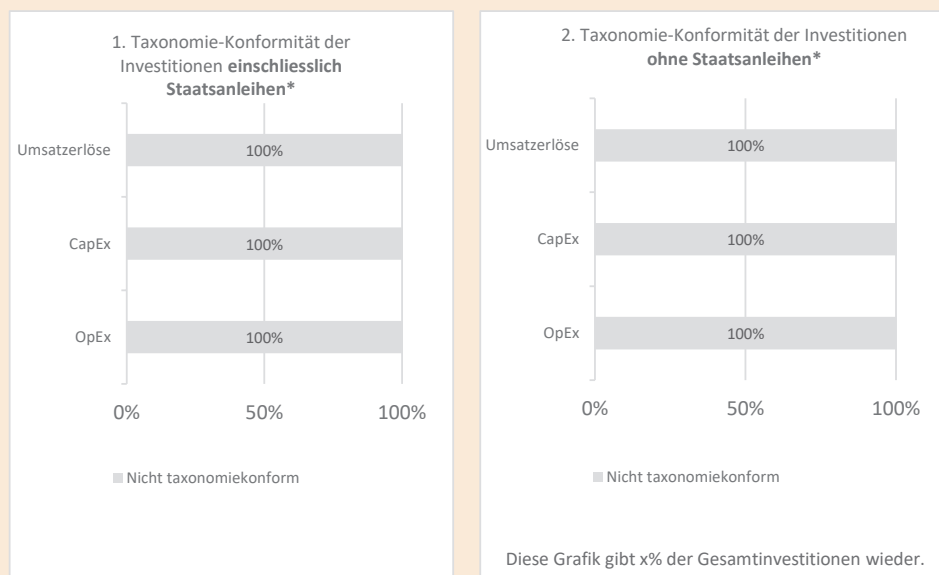 1. Taxonomie-Konformität der
Investitionen einschliesslich
Staatsanleihen*
Umsatzerlöse
100%
CapEx
100%
OpEx
100%
0%
50%
100%
Nicht taxonomiekonform
2. Taxonomie-Konformität der Investitionen
ohne Staatsanleihen*
Umsatzerlöse
100%
CapEx
100%
OpEx
100%
0%
50%
100%
Nicht taxonomiekonform
Diese Grafik gibt x% der Gesamtinvestitionen wieder.